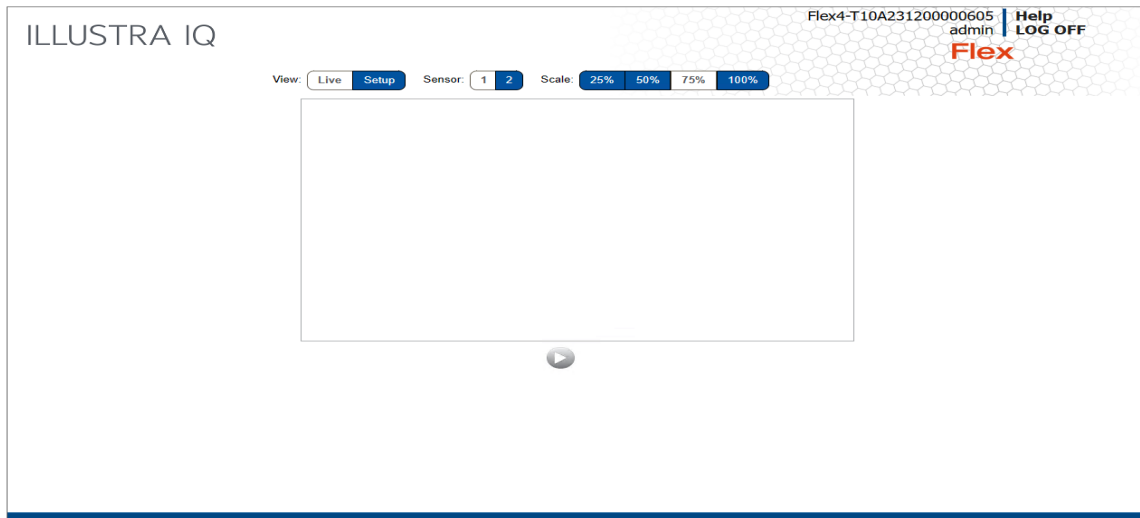 ILLUSTRA IQ
Flex4-T10A231200000605 Help
admin LOG OFF
Flex
View: Live Setup Sensor: 1 2 Scale: 25% 50% 75% 100%